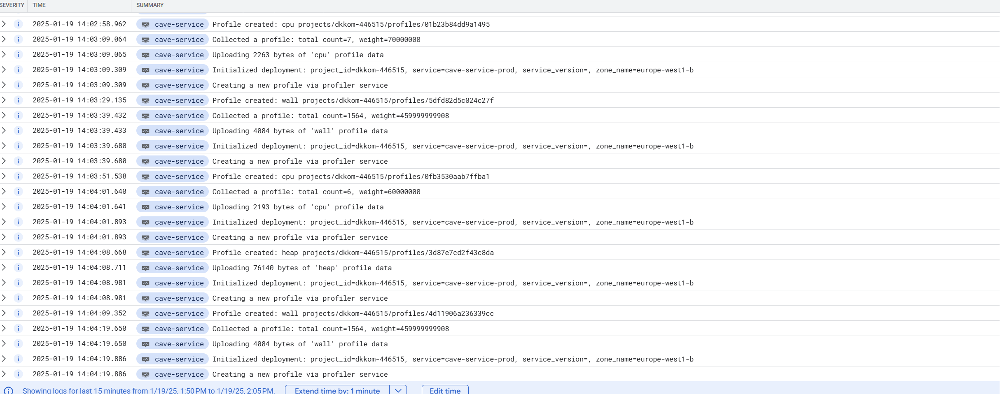 SEVERITY TIME SUMMARY
2025-01-19 14:02:58.962 cave-service Profile created: cpu projects/dkkom-446515/profiles/01b23b84dd9a1495
2025-01-19 14:03:09.064 cave-service Collected a profile: total count=7, weight=70000000
2025-01-19 14:03:09.065 cave-service Uploading 2263 bytes of 'cpu' profile data
2025-01-19 14:03:09.309 cave-service Initialized deployment: project_id=dkkom-446515, service=cave-service-prod, service_version=, zone_name=europe-west1-b
2025-01-19 14:03:09.309 cave-service Creating a new profile via profiler service
2025-01-19 14:03:29.135 cave-service Profile created: wall projects/dkkom-446515/profiles/5dfd82d5c024c27f
2025-01-19 14:03:39.432 cave-service Collected a profile: total count=1564, weight=459999999908
2025-01-19 14:03:39.433 cave-service Uploading 4084 bytes of 'wall' profile data
2025-01-19 14:03:39.680 cave-service Initialized deployment: project_id=dkkom-446515, service=cave-service-prod, service_version=, zone_name=europe-west1-b
2025-01-19 14:03:39.680 cave-service Creating a new profile via profiler service
2025-01-19 14:03:51.538 cave-service Profile created: cpu projects/dkkom-446515/profiles/0fb3530aab7ffba1
2025-01-19 14:04:01.640 cave-service Collected a profile: total count=6, weight=60000000
2025-01-19 14:04:01.641 cave-service Uploading 2193 bytes of 'cpu' profile data
2025-01-19 14:04:01.893 cave-service Initialized deployment: project_id=dkkom-446515, service=cave-service-prod, service_version=, zone_name=europe-west1-b
2025-01-19 14:04:01.893 cave-service Creating a new profile via profiler service
2025-01-19 14:04:08.668 cave-service Profile created: heap projects/dkkom-446515/profiles/3d87e7cd2f43c8da
2025-01-19 14:04:08.711 cave-service Uploading 76140 bytes of 'heap' profile data
2025-01-19 14:04:08.981 cave-service Initialized deployment: project_id=dkkom-446515, service=cave-service-prod, service_version=, zone_name=europe-west1-b
2025-01-19 14:04:08.981 cave-service Creating a new profile via profiler service
2025-01-19 14:04:09.352 cave-service Profile created: wall projects/dkkom-446515/profiles/4d11906a236339cc
2025-01-19 14:04:19.650 cave-service Collected a profile: total count=1564, weight=459999999908
2025-01-19 14:04:19.650 cave-service Uploading 4084 bytes of 'wall' profile data
2025-01-19 14:04:19.886 cave-service Initialized deployment: project_id=dkkom-446515, service=cave-service-prod, service_version=, zone_name=europe-west1-b
2025-01-19 14:04:19.886 cave-service Creating a new profile via profiler service
Showing logs for last 15 minutes from 1/19/25, 1:50 PM to 1/19/25, 2:05 PM. Extend time by: 1 minute Edit time